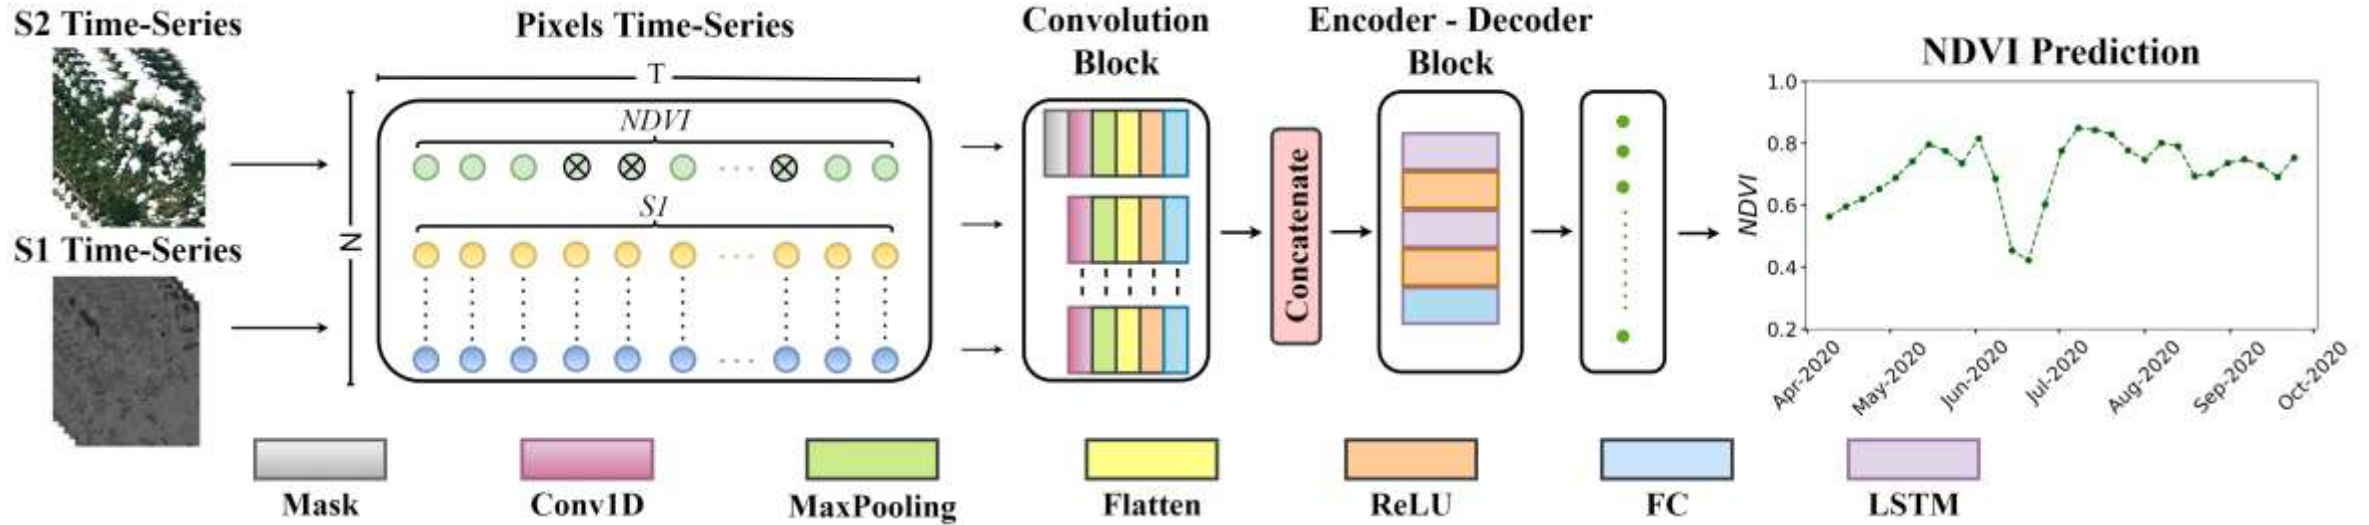 S2 Time-Series
S1 Time-Series
Pixels Time-Series
T
N
NDVI
S1
Convolution
Block
Concatenate
Encoder - Decoder
Block
NDVI Prediction
NDVI
1.0
0.8
0.6
0.4
0.2
Apr-2020
May-2020
Jun-2020
Jul-2020
Aug-2020
Sep-2020
Oct-2020
Mask
Conv1D
MaxPooling
Flatten
ReLU
FC
LSTM